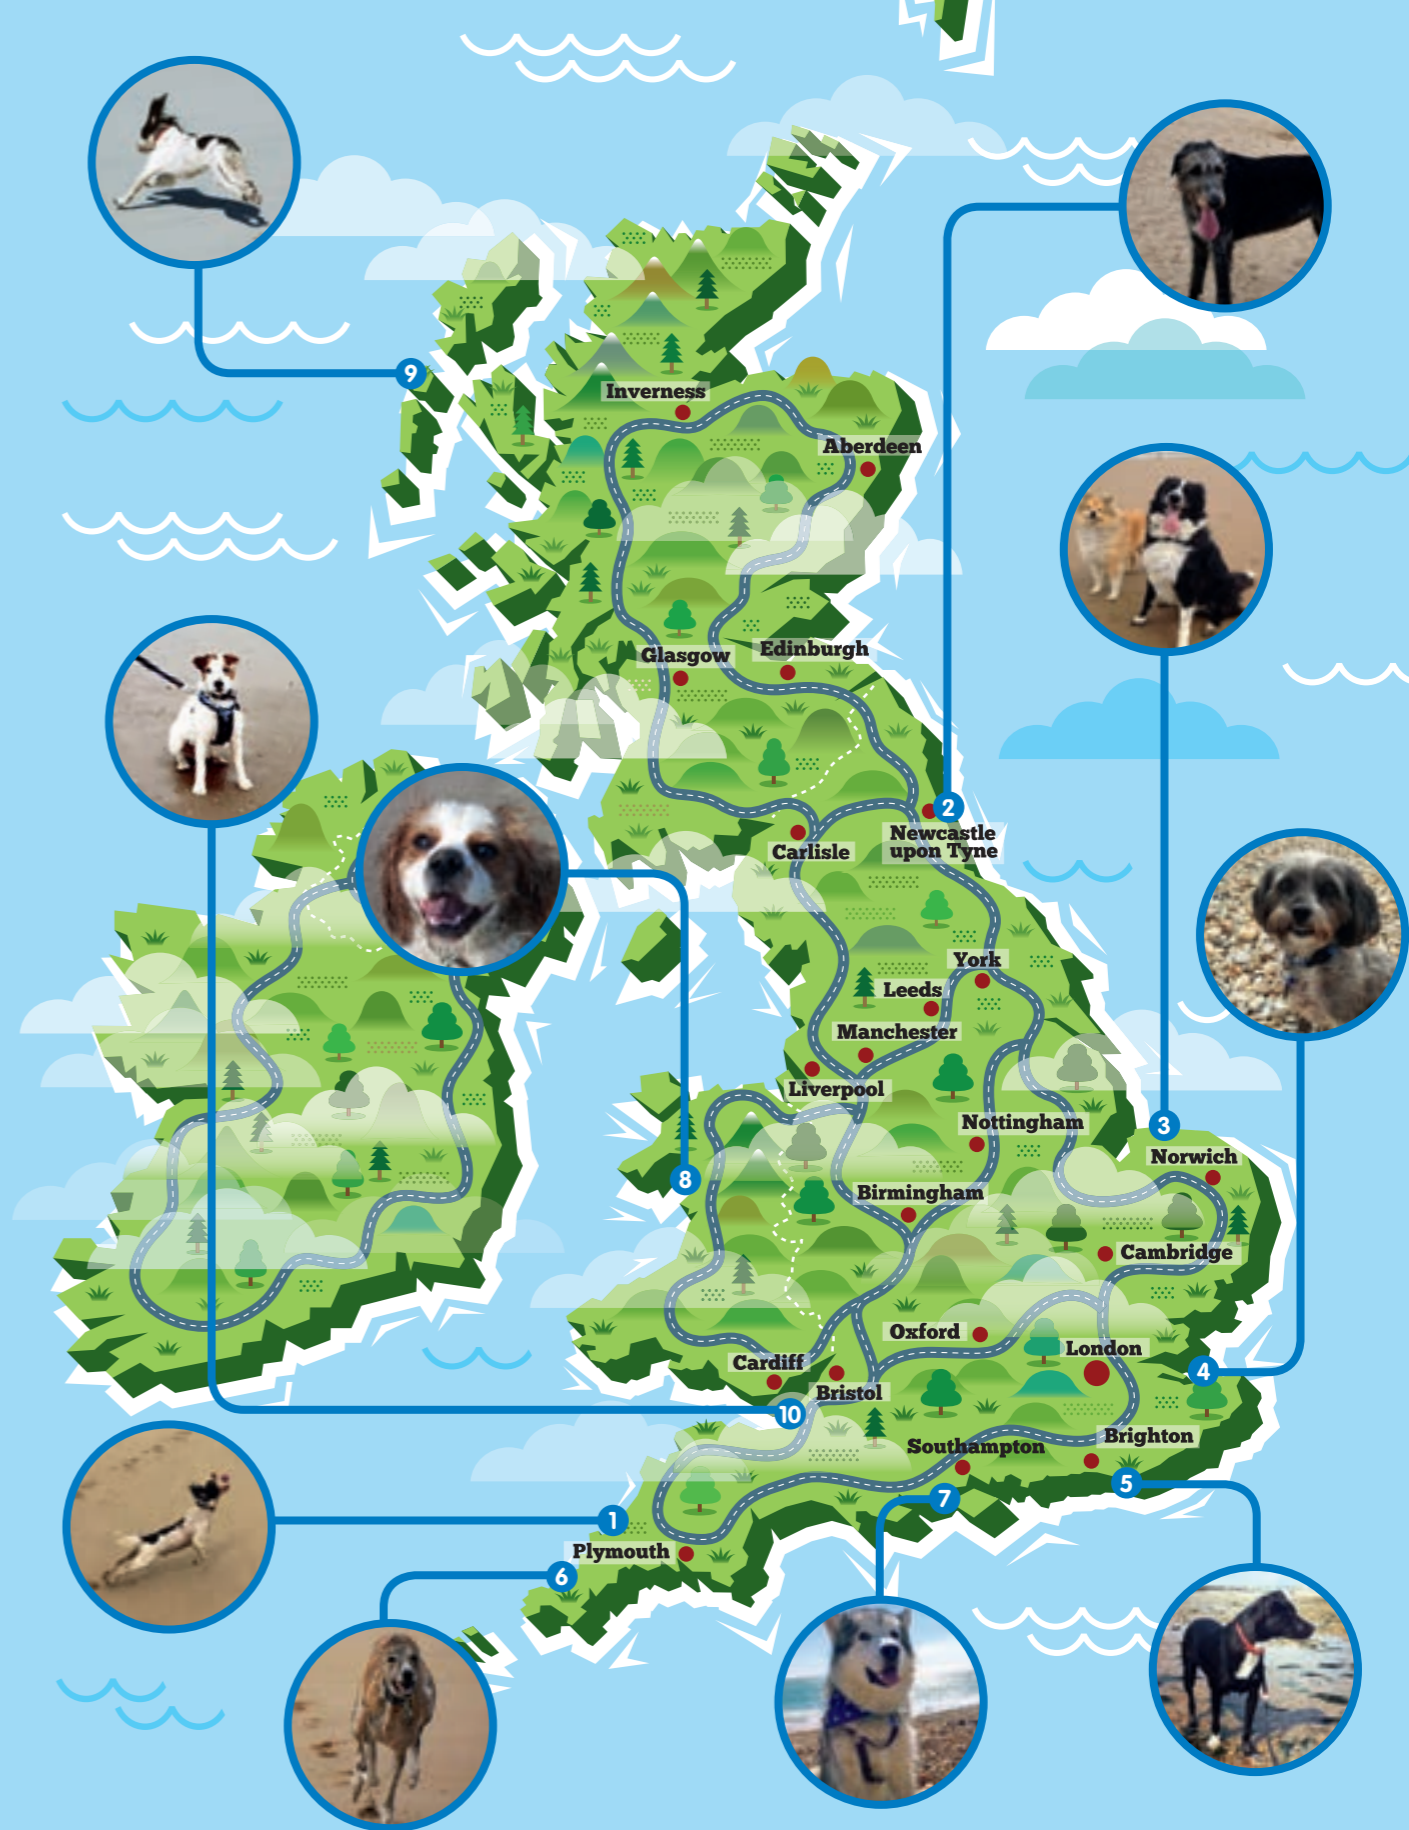 9
Inverness
Aberdeen
Glasgow
Edinburgh
2
Newcastle
upon Tyne
Carlisle
York
Leeds
Manchester
Liverpool
Nottingham
3
Norwich
8
Birmingham
Cambridge
Oxford
London
Cardiff
4
Bristol
10
Brighton
Southampton
5
7
1
Plymouth
6